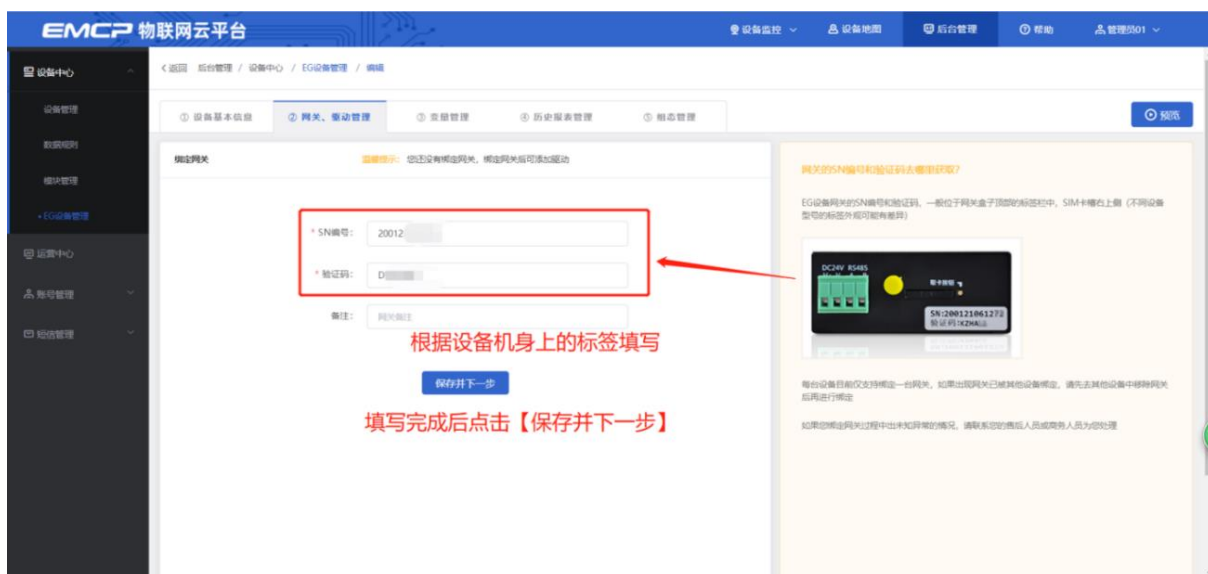 EMCP 物联网云平台
设备监控
设备地图
后台管理
帮助
管理员01
设备中心
设备管理
数据规则
模块管理
• EG设备管理
运营中心
账号管理
短信管理
<返回 后台管理 / 设备中心 / EG设备管理 / 编辑
① 设备基本信息
② 网关、驱动管理
③ 变量管理
④ 历史报表管理
⑤ 组态管理
预览
绑定网关
温馨提示: 您还没有绑定网关，绑定网关后可添加驱动
* SN编号: 20012
* 验证码: D
备注: 网关备注
根据设备机身上的标签填写
保存并下一步
填写完成后点击【保存并下一步】
网关的SN编号和验证码去哪里获取?
EG设备网关的SN编号和验证码，一般位于网关盒子顶部的标签栏中，SIM卡槽右上侧（不同设备
型号的标签外观可能有差异）
DC24V RS485
取卡按钮
SN:200121061273
验证码:KZHA
每台设备目前仅支持绑定一台网关，如果出现网关已被其他设备绑定，请先去其他设备中移除网关
后再进行绑定
如果您绑定网关过程中出未知异常的情况，请联系您的售后人员或商务人员为您处理